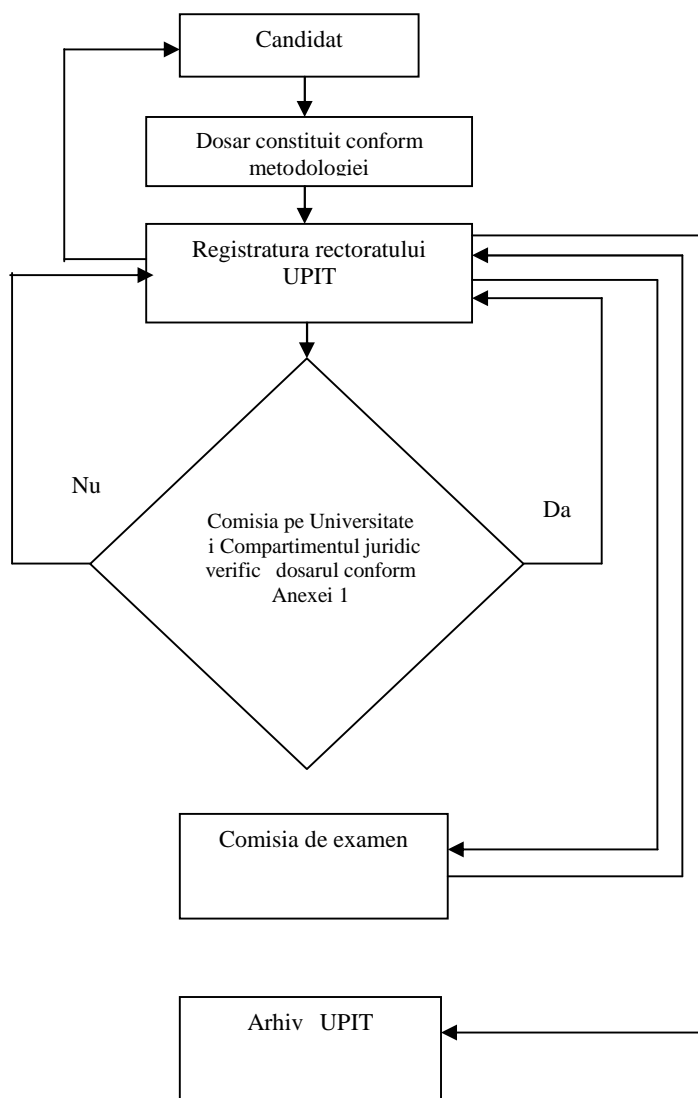 Candidat
Dosar constituit conform
metodologiei
Registratura rectoratului
UPIT
Nu
Da
Comisia pe Universitate
i Compartimentul juridic
verific dosarul conform
Anexei 1
Comisia de examen
Arhiv UPIT